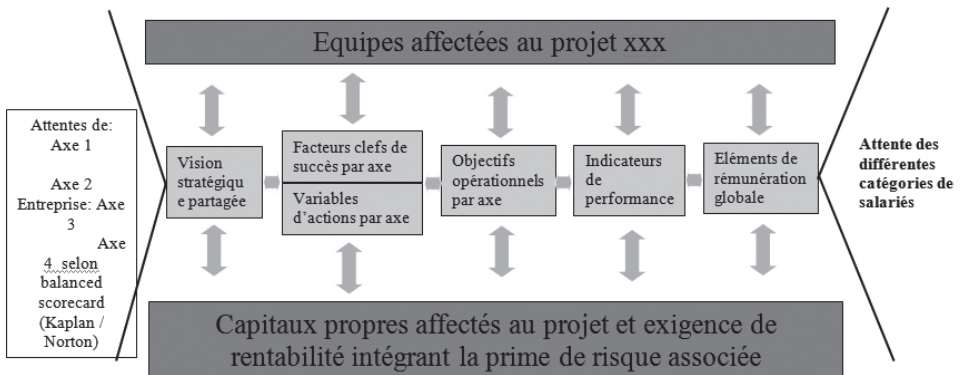 Equipes affectées au projet xxx
Attentes de:
Axe 1
Axe 2
Entreprise: Axe
3
Axe
4 selon
balanced
scorecard
(Kaplan /
Norton)
Vision
stratégiqu
e partagée
Facteurs clefs de
succès par axe
Variables
d’actions par axe
Objectifs
opérationnels
par axe
Indicateurs
de
performance
Eléments de
rémunération
globale
Attente des
différentes
catégories de
salariés
Capitaux propres affectés au projet et exigence de
rentabilité intégrant la prime de risque associée